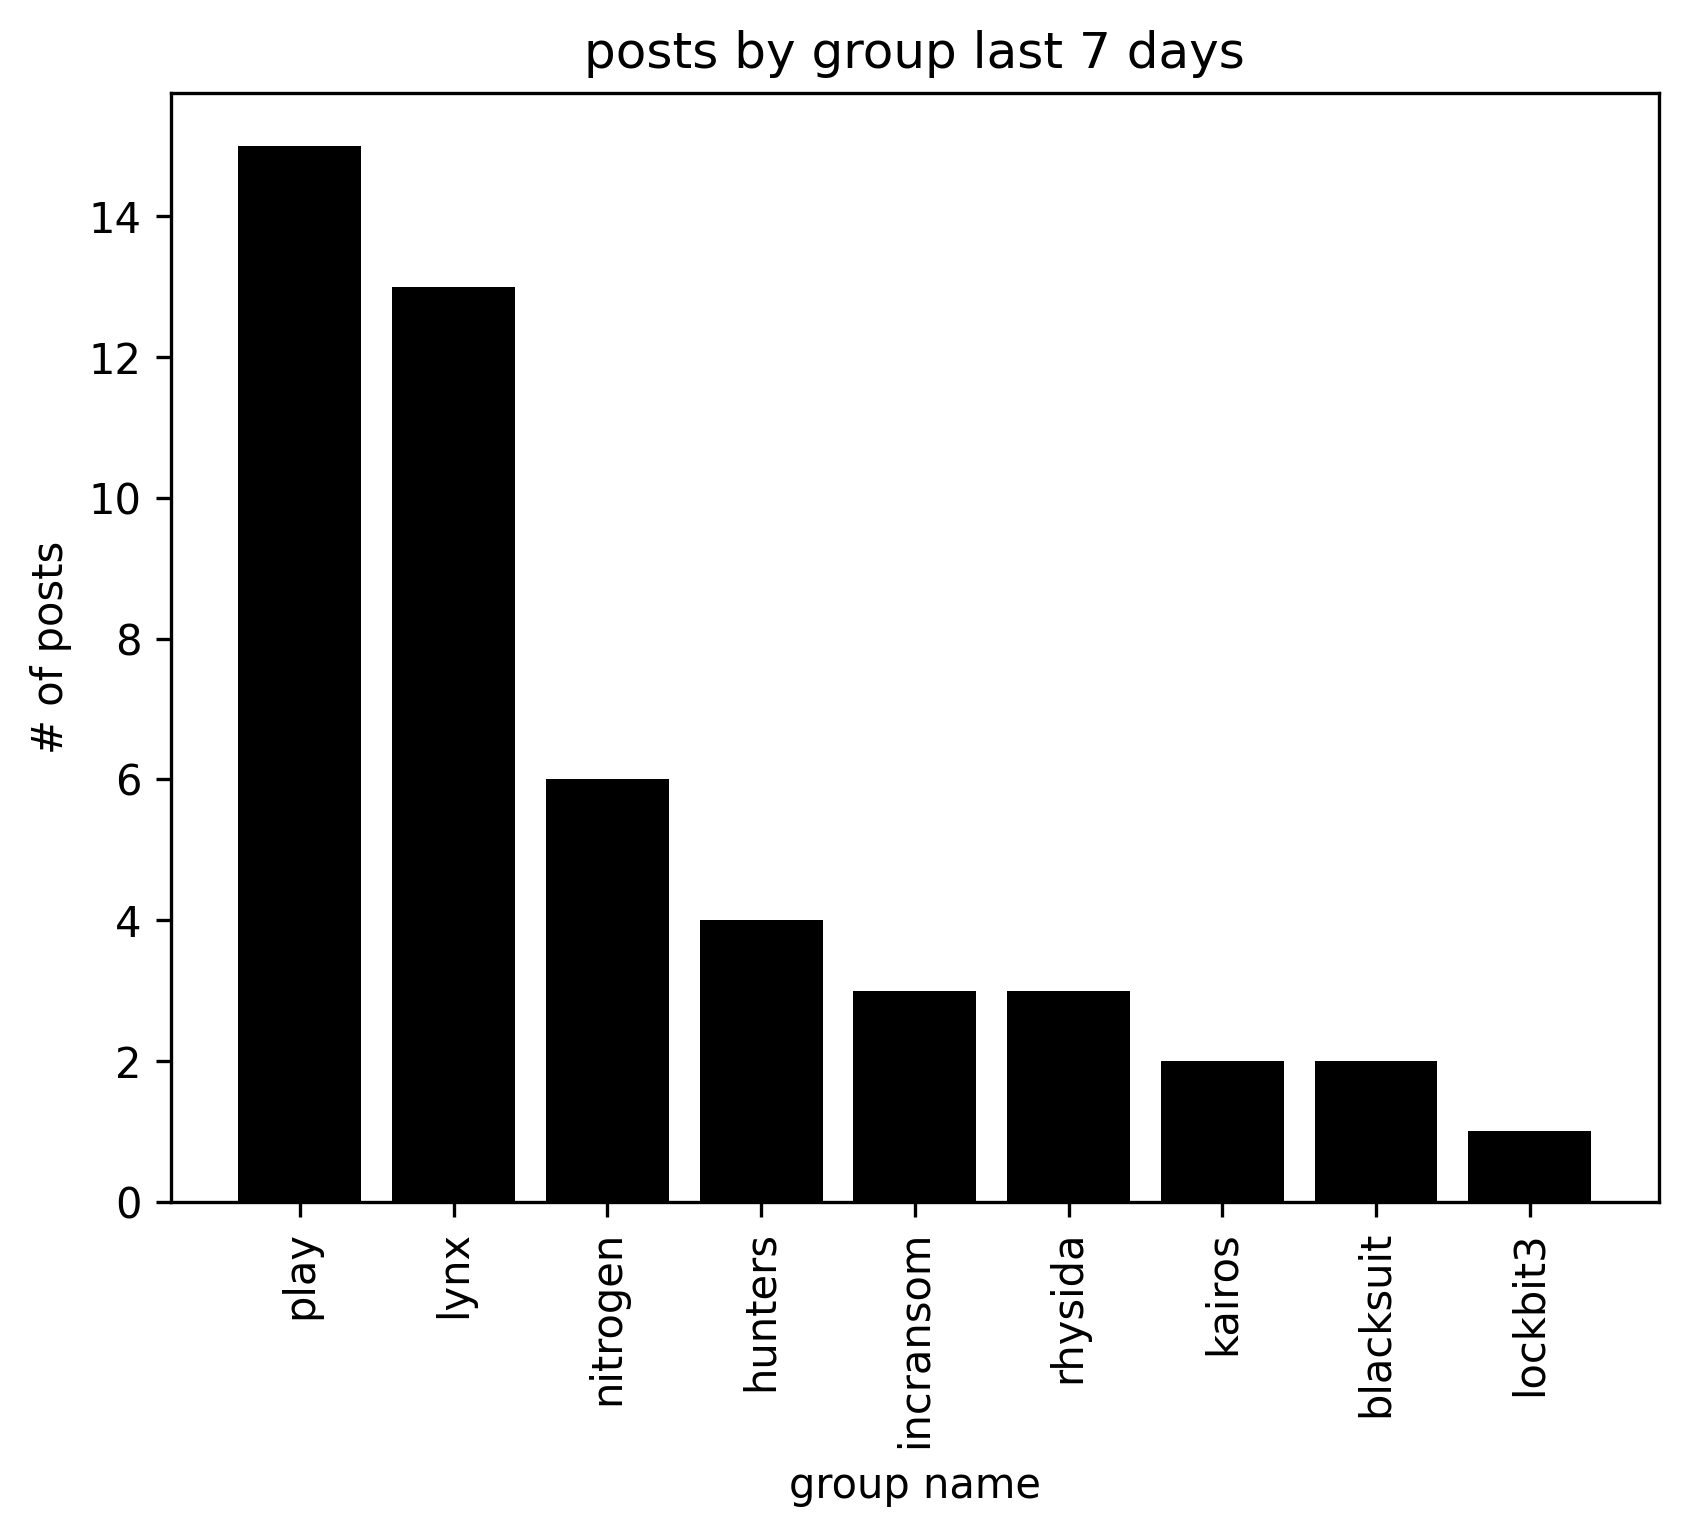 posts by group last 7 days
# of posts
14
12
10
8
6
4
2
0
play
lynx
nitrogen
hunters
incransom
rhysida
kairos
blacksuit
lockbit3
group name